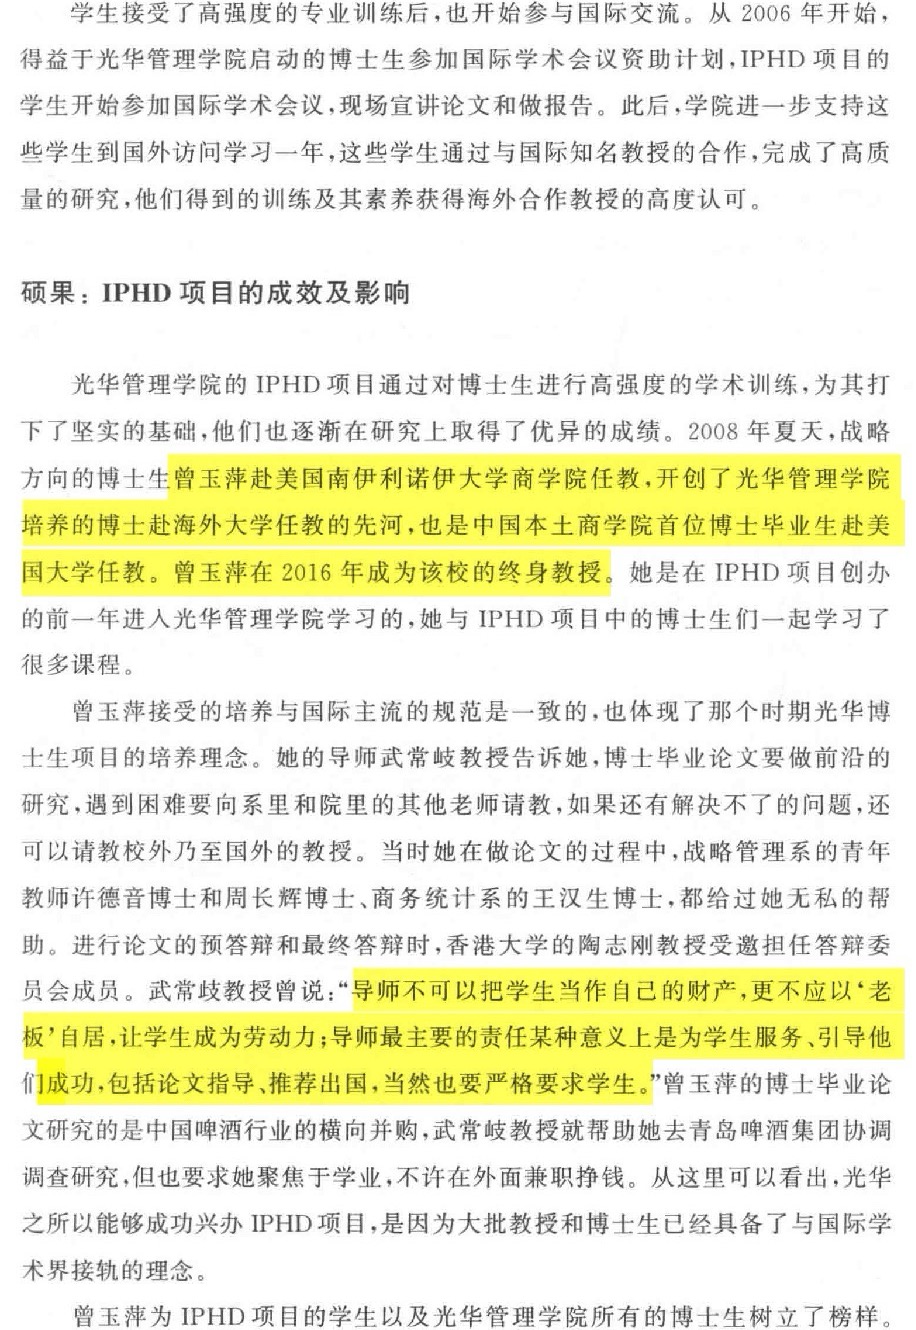 学生接受了高强度的专业训练后,也开始参与国际交流。从 2006 年开始,
得益于光华管理学院启动的博士生参加国际学术会议资助计划,IPHD 项目的
学生开始参加国际学术会议,现场宣讲论文和做报告。此后,学院进一步支持这
些学生到国外访问学习一年,这些学生通过与国际知名教授的合作,完成了高质
量的研究,他们得到的训练及其素养获得海外合作教授的高度认可。
硕果：IPHD 项目的成效及影响
光华管理学院的 IPHD 项目通过对博士生进行高强度的学术训练,为其打
下了坚实的基础,他们也逐渐在研究上取得了优异的成绩。2008 年夏天,战略
方向的博士生曾玉萍赴美国南伊利诺伊大学商学院任教,开创了光华管理学院
培养的博士赴海外大学任教的先河,也是中国本土商学院首位博士毕业生赴美
国大学任教。曾玉萍在 2016 年成为该校的终身教授。她是在 IPHD 项目创办
的前一年进入光华管理学院学习的,她与 IPHD 项目中的博士生们一起学习了
很多课程。
曾玉萍接受的培养与国际主流的规范是一致的,也体现了那个时期光华博
士生项目的培养理念。她的导师武常岐教授告诉她,博士毕业论文要做前沿的
研究,遇到困难要向系里和院里的其他老师请教,如果还有解决不了的问题,还
可以请教校外乃至国外的教授。当时她在做论文的过程中,战略管理系的青年
教师许德音博士和周长辉博士、商务统计系的王汉生博士,都给过她无私的帮
助。进行论文的预答辩和最终答辩时,香港大学的陶志刚教授受邀担任答辩委
员会成员。武常歧教授曾说:“导师不可以把学生当作自己的财产,更不应以‘老
板’自居,让学生成为劳动力;导师最主要的责任某种意义上是为学生服务、引导他
们成功,包括论文指导、推荐出国,当然也要严格要求学生。”曾玉萍的博士毕业论
文研究的是中国啤酒行业的横向并购,武常岐教授就帮助她去青岛啤酒集团协调
调查研究,但也要求她聚焦于学业,不许在外面兼职挣钱。从这里可以看出,光华
之所以能够成功兴办 IPHD 项目,是因为大批教授和博士生已经具备了与国际学
术界接轨的理念。
曾玉萍为 IPHD 项目的学生以及光华管理学院所有的博士生树立了榜样。